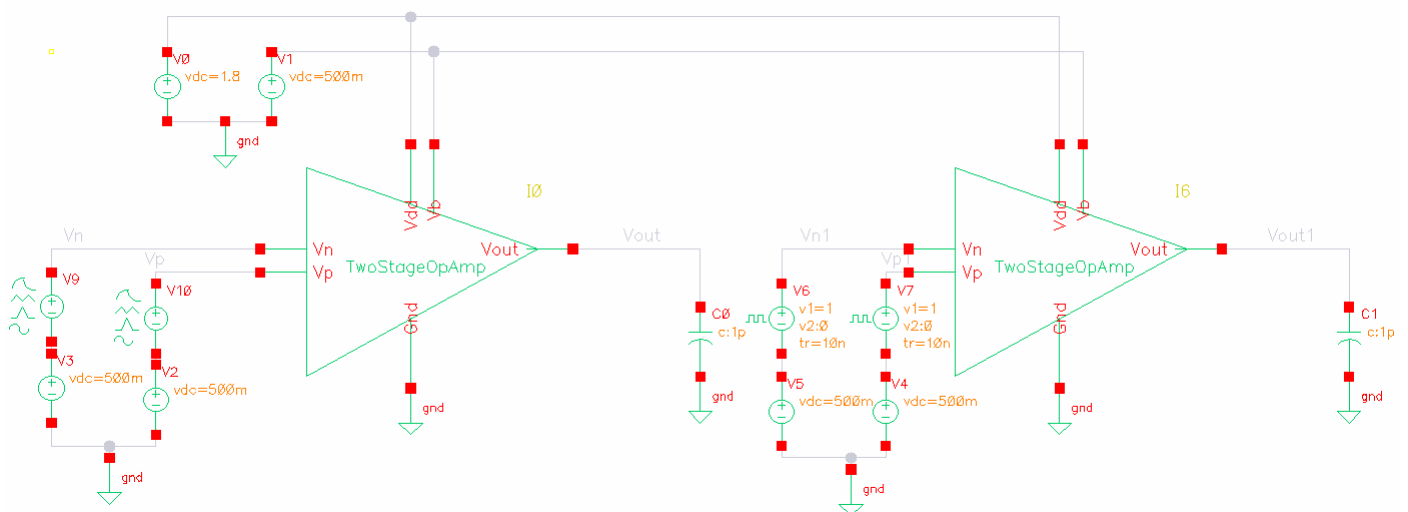 V0
vdc=1.8
V1
vdc=500m
gnd
I0
Vdd
Vb
Vn
Vp
Vn
Vp
TwoStageOpAmp
Vout
Gnd
gnd
Vout
C0
c:1p
gnd
V9
V10
V3
vdc=500m
V2
vdc=500m
gnd
I6
Vdd
Vb
Vn1
Vp1
Vn
Vp
TwoStageOpAmp
Vout
Gnd
gnd
Vout1
C1
c:1p
gnd
V6
v1=1
v2:0
tr=10n
V7
v1=1
v2:0
tr=10n
V5
vdc=500m
V4
vdc=500m
gnd